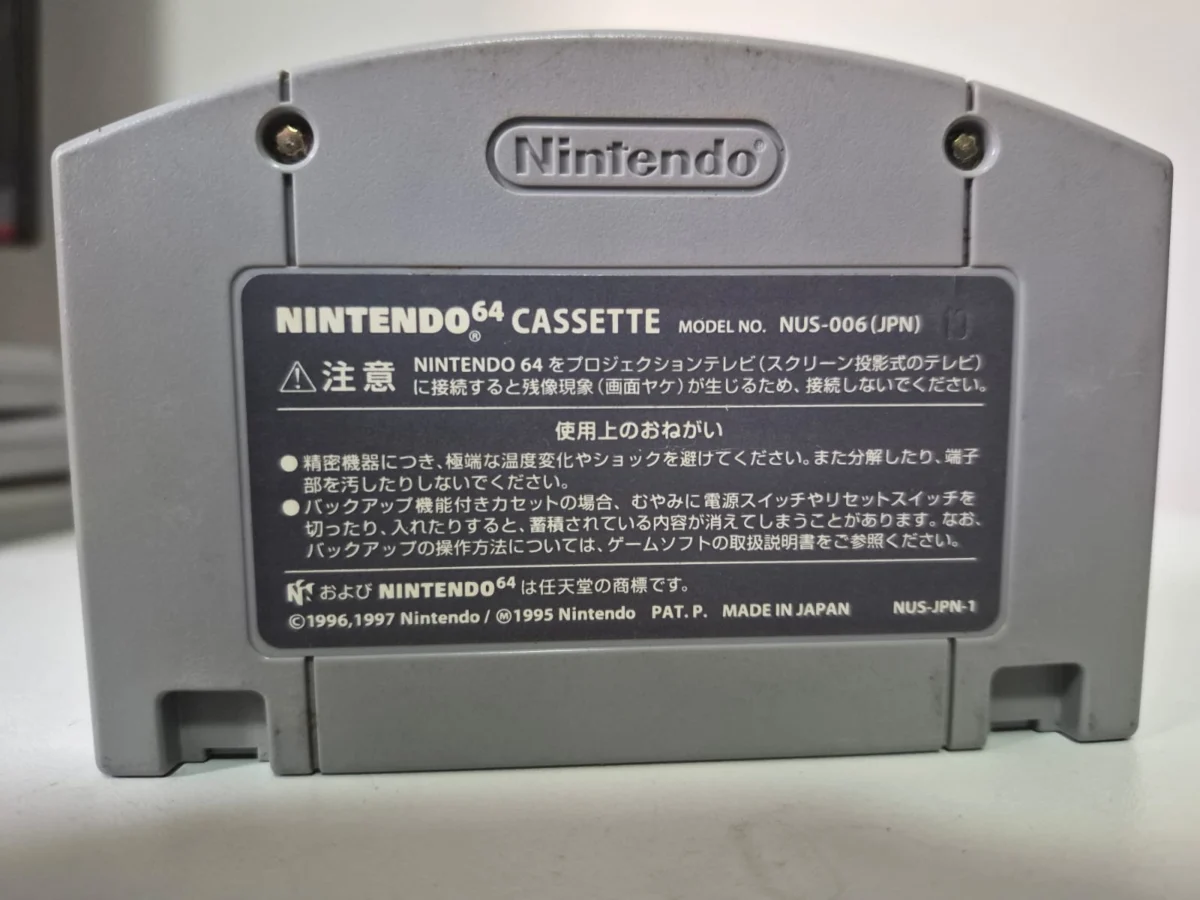 Nintendo®
NINTENDO64® CASSETTE MODEL NO. NUS-006(JPN)
注意 NINTENDO 64をプロジェクションテレビ(スクリーン投影式のテレビ)
に接続すると残像現象(画面ヤケ)が生じるため、接続しないでください。
使用上のおねがい
●精密機器につき、極端な温度変化やショックを避けてください。また分解したり、端子
部を汚したりしないでください。
●バックアップ機能付きカセットの場合、むやみに電源スイッチやリセットスイッチを
切ったり、入れたりすると、蓄積されている内容が消えてしまうことがあります。なお、
バックアップの操作方法については、ゲームソフトの取扱説明書をご参照ください。
および NINTENDO64 は任天堂の商標です。
©1996,1997 Nintendo / Ⓜ1995 Nintendo PAT. P. MADE IN JAPAN NUS-JPN-1